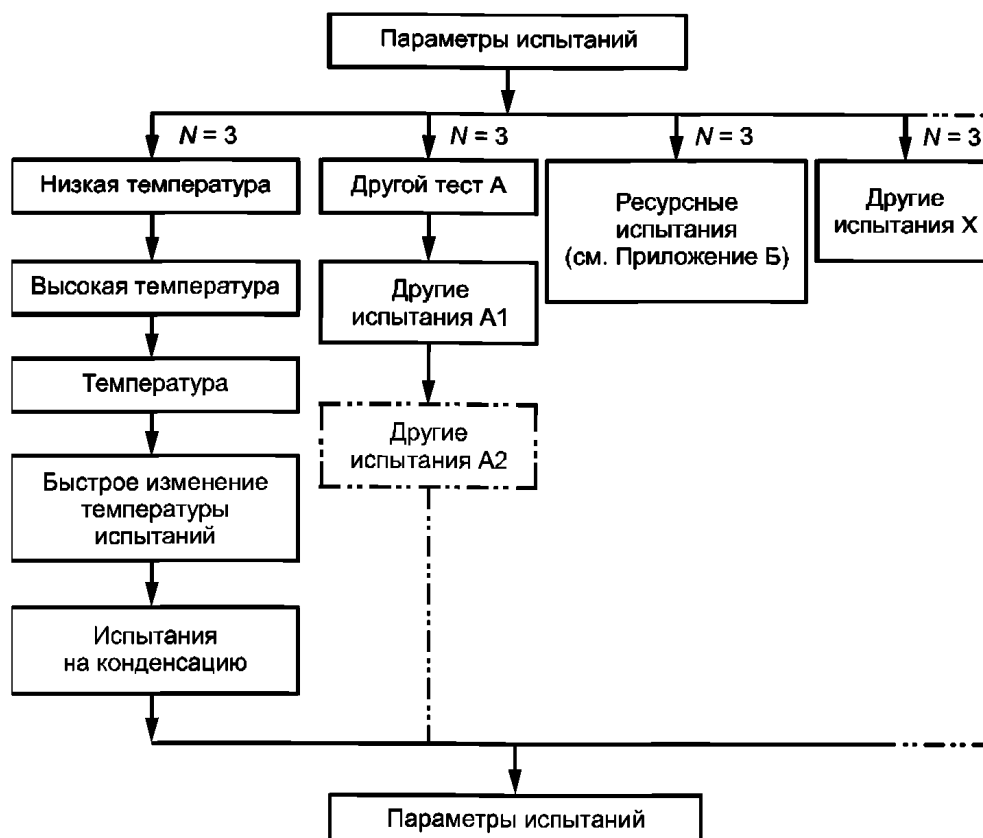 Параметры испытаний
N = 3
N = 3
N = 3
N = 3
Низкая температура
Высокая температура
Температура
Быстрое изменение
температуры
испытаний
Испытания
на конденсацию
Другой тест А
Другие
испытания А1
Другие
испытания А2
Ресурсные
испытания
(см. Приложение Б)
Другие
испытания Х
Параметры испытаний